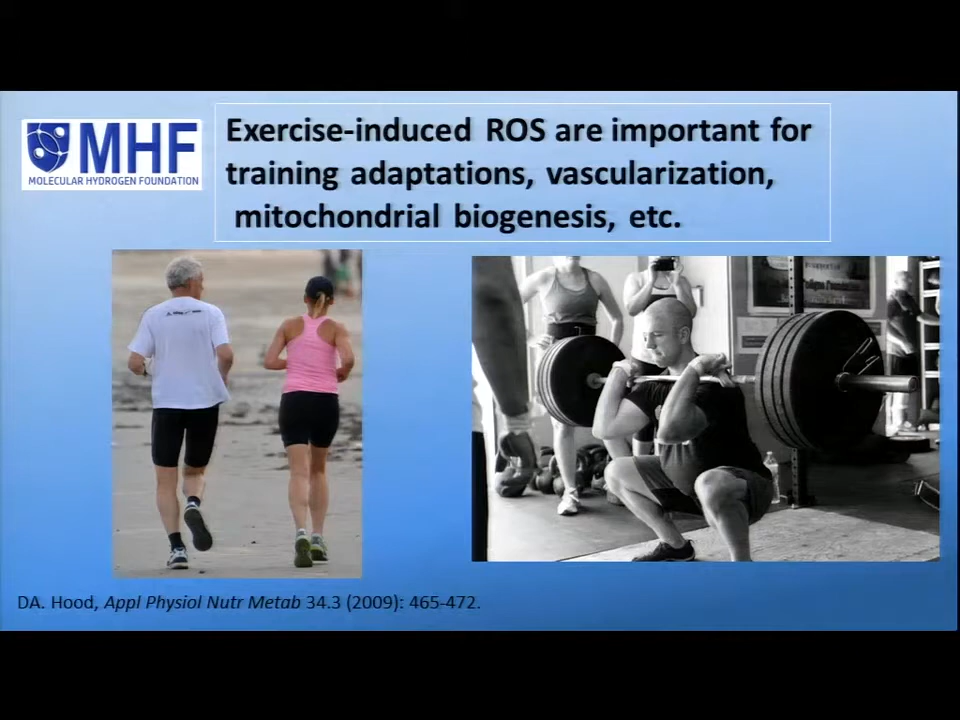 MHF
MOLECULAR HYDROGEN FOUNDATION
Exercise-induced ROS are important for
training adaptations, vascularization,
mitochondrial biogenesis, etc.
DA. Hood, Appl Physiol Nutr Metab 34.3 (2009): 465-472.